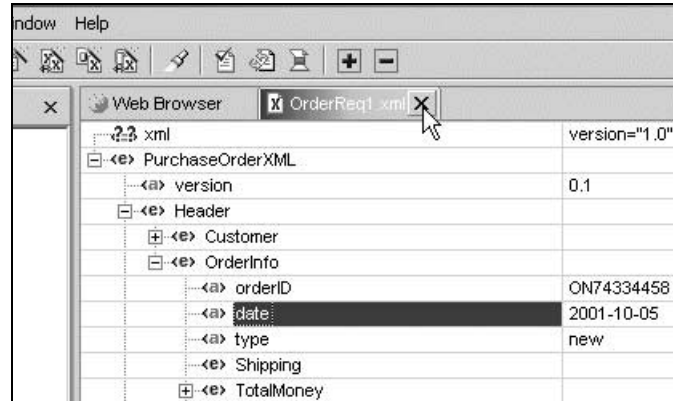 ndow Help
Web Browser OrderReq1.xml
?-? xml version="1.0"
<e> PurchaseOrderXML
<a> version 0.1
<e> Header
<e> Customer
<e> OrderInfo
<a> orderID ON74334458
<a> date 2001-10-05
<a> type new
<e> Shipping
<e> TotalMoney